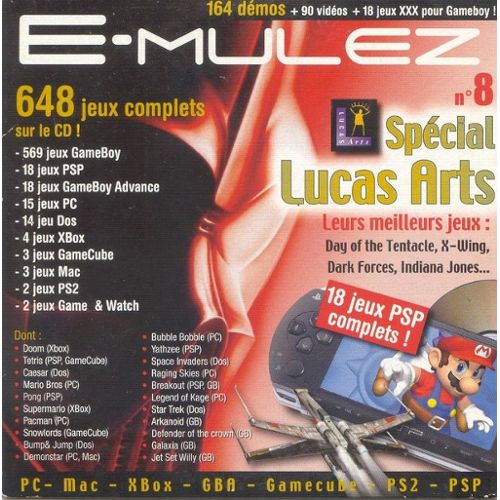 164 démos + 90 vidéos + 18 jeux XXX pour Gameboy !
E-MULEZ
n° 8
648 jeux complets
sur le CD !
- 569 jeux GameBoy
- 18 jeux PSP
- 18 jeux GameBoy Advance
- 15 jeux PC
- 14 jeu Dos
- 4 jeux XBox
- 3 jeux GameCube
- 3 jeux Mac
- 2 jeux PS2
- 2 jeux Game & Watch
LUCAS
Arts
Spécial
Lucas Arts
Leurs meilleurs jeux :
Day of the Tentacle, X-Wing,
Dark Forces, Indiana Jones...
18 jeux PSP
complets !
Dont :
• Doom (Xbox)
• Tetris (PSP, GameCube)
• Caesar (Dos)
• Mario Bros (PC)
• Pong (PSP)
• Supermario (XBox)
• Pacman (PC)
• Snowlords (GameCube)
• Bump& Jump (Dos)
• Demonstar (PC, Mac)
• Bubble Bobble (PC)
• Yathzee (PSP)
• Space Invaders (Dos)
• Raging Skies (PC)
• Breakout (PSP, GB)
• Legend of Kage (PC)
• Star Trek (Dos)
• Arkanoid (GB)
• Defender of the crown (GB)
• Galaxia (GB)
• Jet Set Willy (GB)
PC- Mac - XBox - GBA - Gamecube - PS2 - PSP